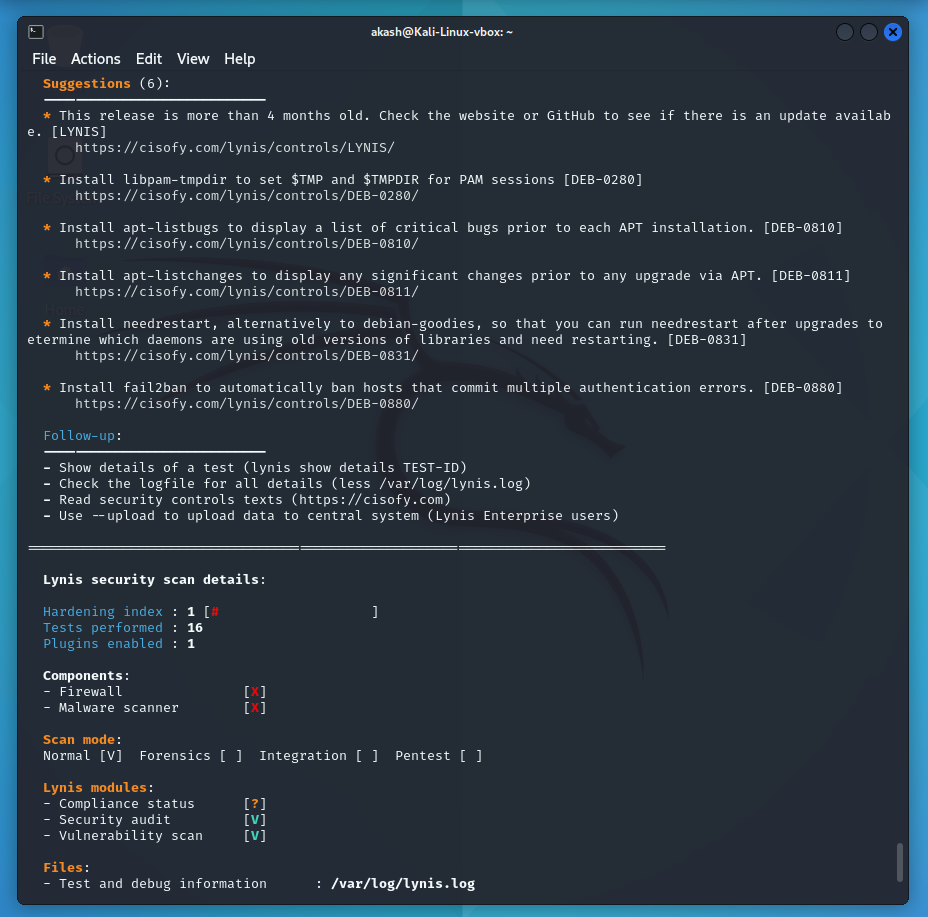 akash@Kali-Linux-vbox: ~
File Actions Edit View Help
Suggestions (6):
* This release is more than 4 months old. Check the website or GitHub to see if there is an update availab
e. [LYNIS]
https://cisofy.com/lynis/controls/LYNIS/
* Install libpam-tmpdir to set $TMP and $TMPDIR for PAM sessions [DEB-0280]
https://cisofy.com/lynis/controls/DEB-0280/
* Install apt-listbugs to display a list of critical bugs prior to each APT installation. [DEB-0810]
https://cisofy.com/lynis/controls/DEB-0810/
* Install apt-listchanges to display any significant changes prior to any upgrade via APT. [DEB-0811]
https://cisofy.com/lynis/controls/DEB-0811/
* Install needrestart, alternatively to debian-goodies, so that you can run needrestart after upgrades to
etermine which daemons are using old versions of libraries and need restarting. [DEB-0831]
https://cisofy.com/lynis/controls/DEB-0831/
* Install fail2ban to automatically ban hosts that commit multiple authentication errors. [DEB-0880]
https://cisofy.com/lynis/controls/DEB-0880/
Follow-up:
- Show details of a test (lynis show details TEST-ID)
- Check the logfile for all details (less /var/log/lynis.log)
- Read security controls texts (https://cisofy.com)
- Use --upload to upload data to central system (Lynis Enterprise users)
Lynis security scan details:
Hardening index : 1 [# ]
Tests performed : 16
Plugins enabled : 1
Components:
- Firewall [X]
- Malware scanner [X]
Scan mode:
Normal [V] Forensics [ ] Integration [ ] Pentest [ ]
Lynis modules:
- Compliance status [?]
- Security audit [V]
- Vulnerability scan [V]
Files:
- Test and debug information : /var/log/lynis.log